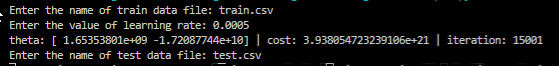 Enter the name of train data file: train.csv
Enter the value of learning rate: 0.0005
theta: [ 1.65353801e+09 -1.72087744e+10] | cost: 3.938054723239106e+21 | iteration: 15001
Enter the name of test data file: test.csv